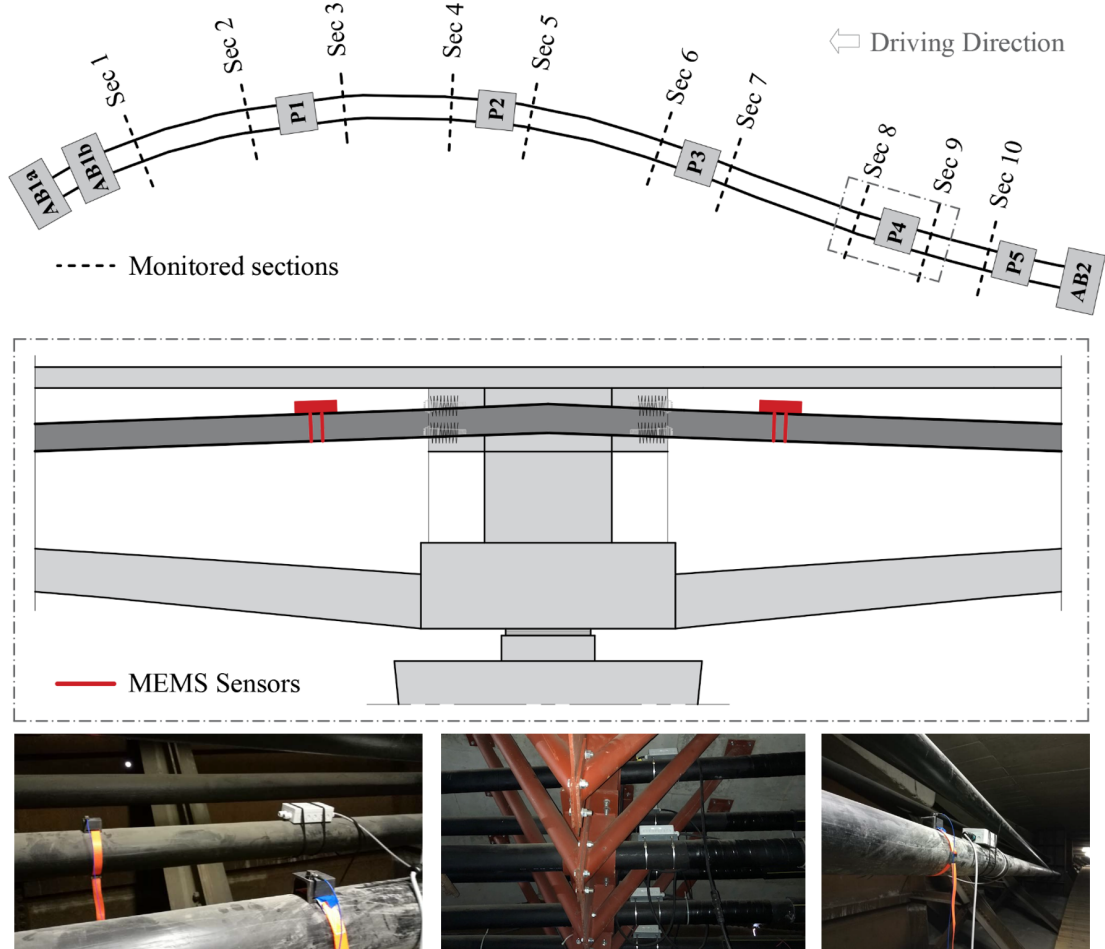 Sec 1
Sec 2
Sec 3
Sec 4
Sec 5
Sec 6
Sec 7
Sec 8
Sec 9
Sec 10
Driving Direction
AB1a
AB1b
P1
P2
P3
P4
P5
AB2
Monitored sections
MEMS Sensors